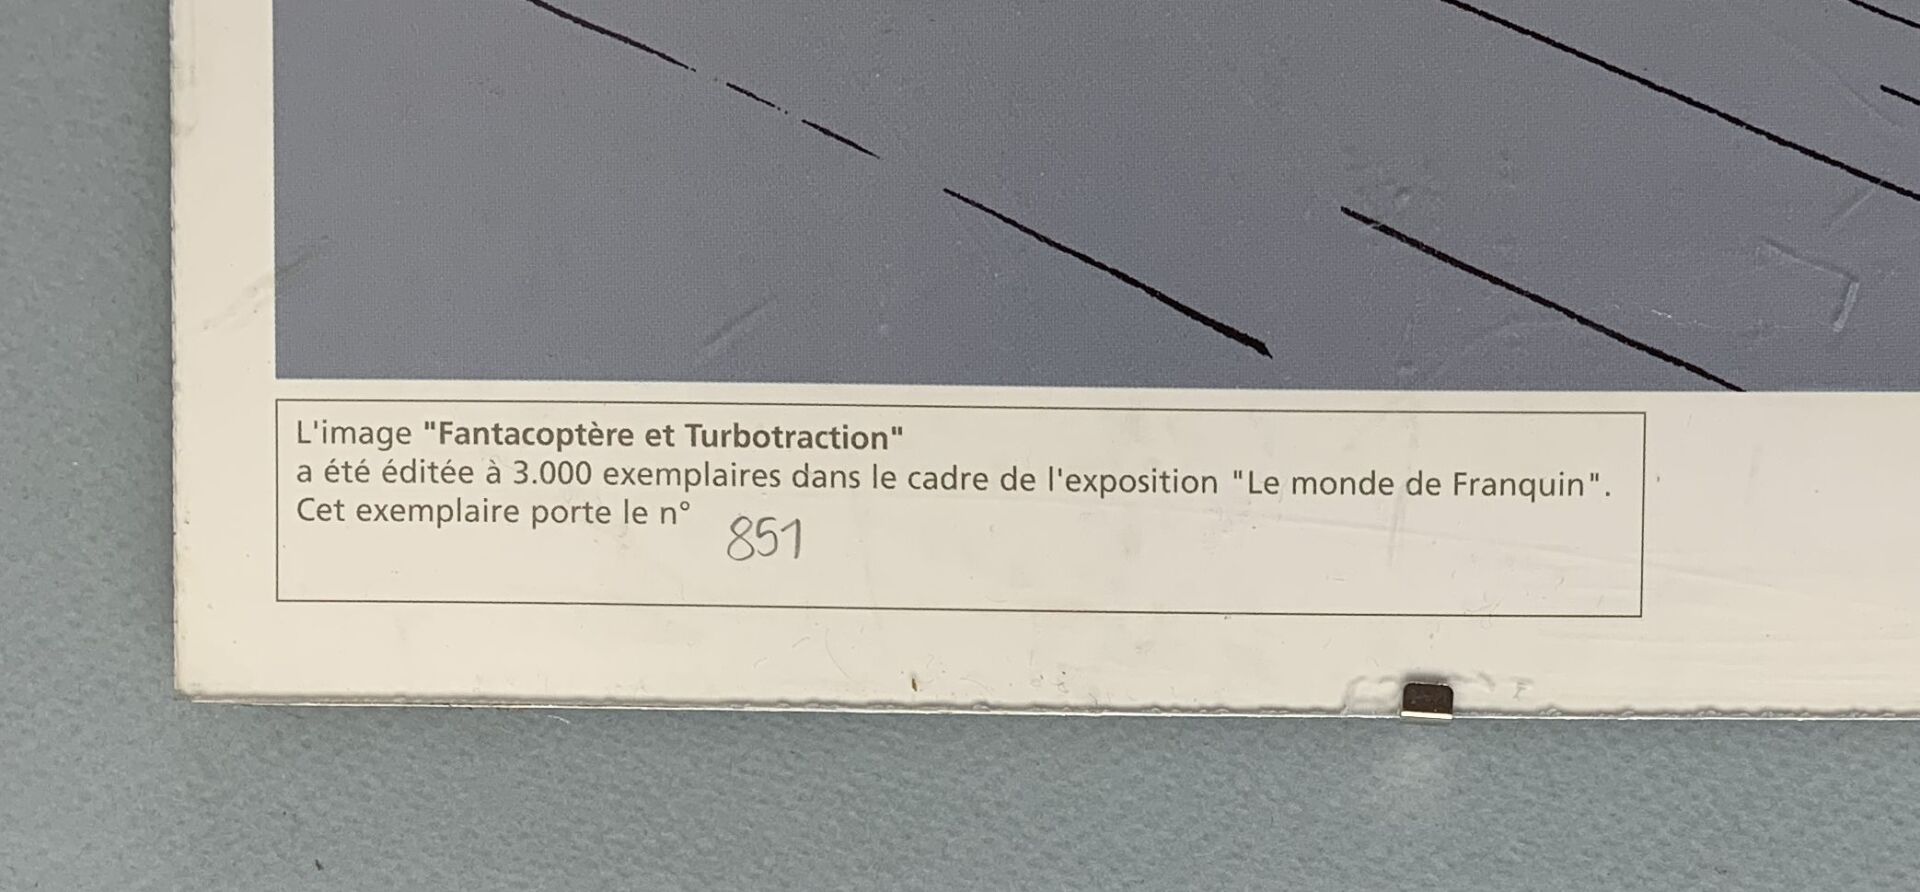 L'image "Fantacoptère et Turbotraction"
a été éditée à 3.000 exemplaires dans le cadre de l'exposition "Le monde de Franquin".
Cet exemplaire porte le n° 851